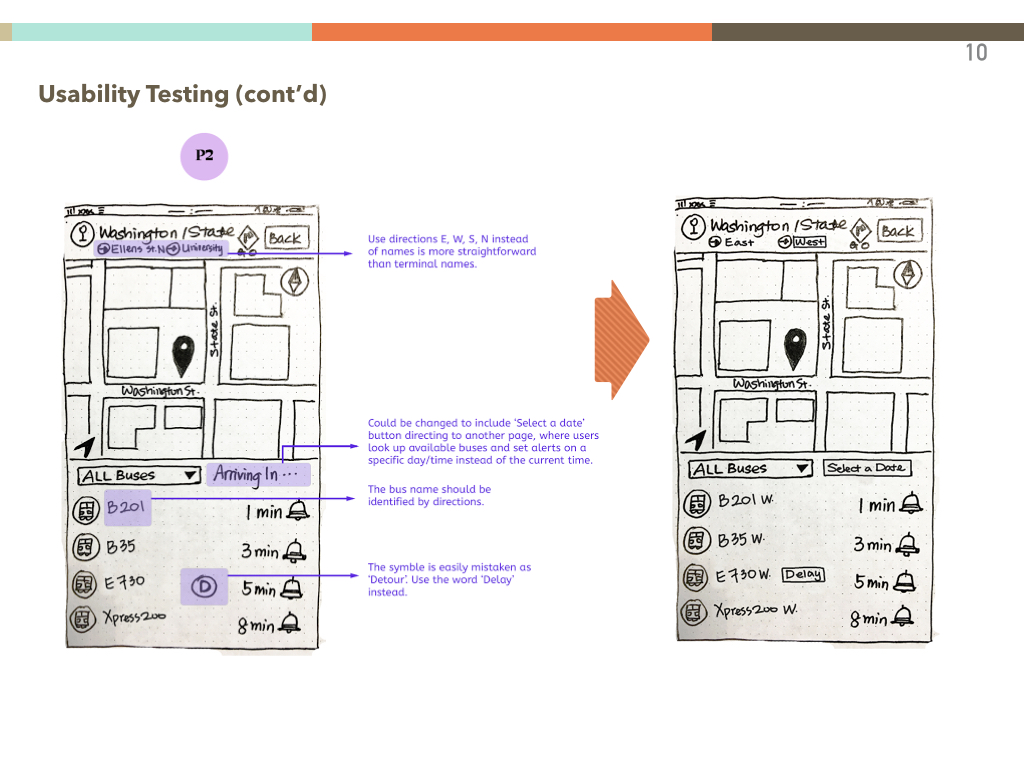 10
Usability Testing (cont’d)
P2
Washington/State
Ellens St.N
University
GO
Back
State St.
Washington St.
ALL Buses
Arriving In ...
B201
1 min
B35
3 min
E730
D
5 min
Xpress200
8 min
Use directions E, W, S, N instead
of names is more straightforward
than terminal names.
Could be changed to include ‘Select a date’
button directing to another page, where users
look up available buses and set alerts on a
specific day/time instead of the current time.
The bus name should be
identified by directions.
The symble is easily mistaken as
‘Detour’. Use the word ‘Delay’
instead.
Washington/State
East
West
GO
Back
State St.
Washington St.
ALL Buses
Select a Date
B201 W.
1 min
B35 W.
3 min
E730 W.
Delay
5 min
Xpress200 W.
8 min